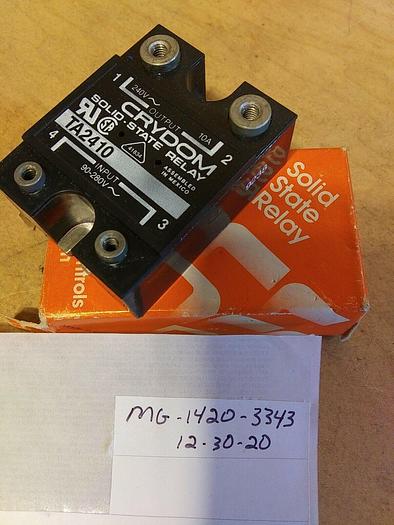 1
240V~
OUTPUT
10A
2
CRYDOM
SOLID-STATE RELAY
TA2410
ASSEMBLED
IN MEXICO
4
INPUT
90-280V~
3
Solid
State
Relay
MG-1420-3343
12-30-20